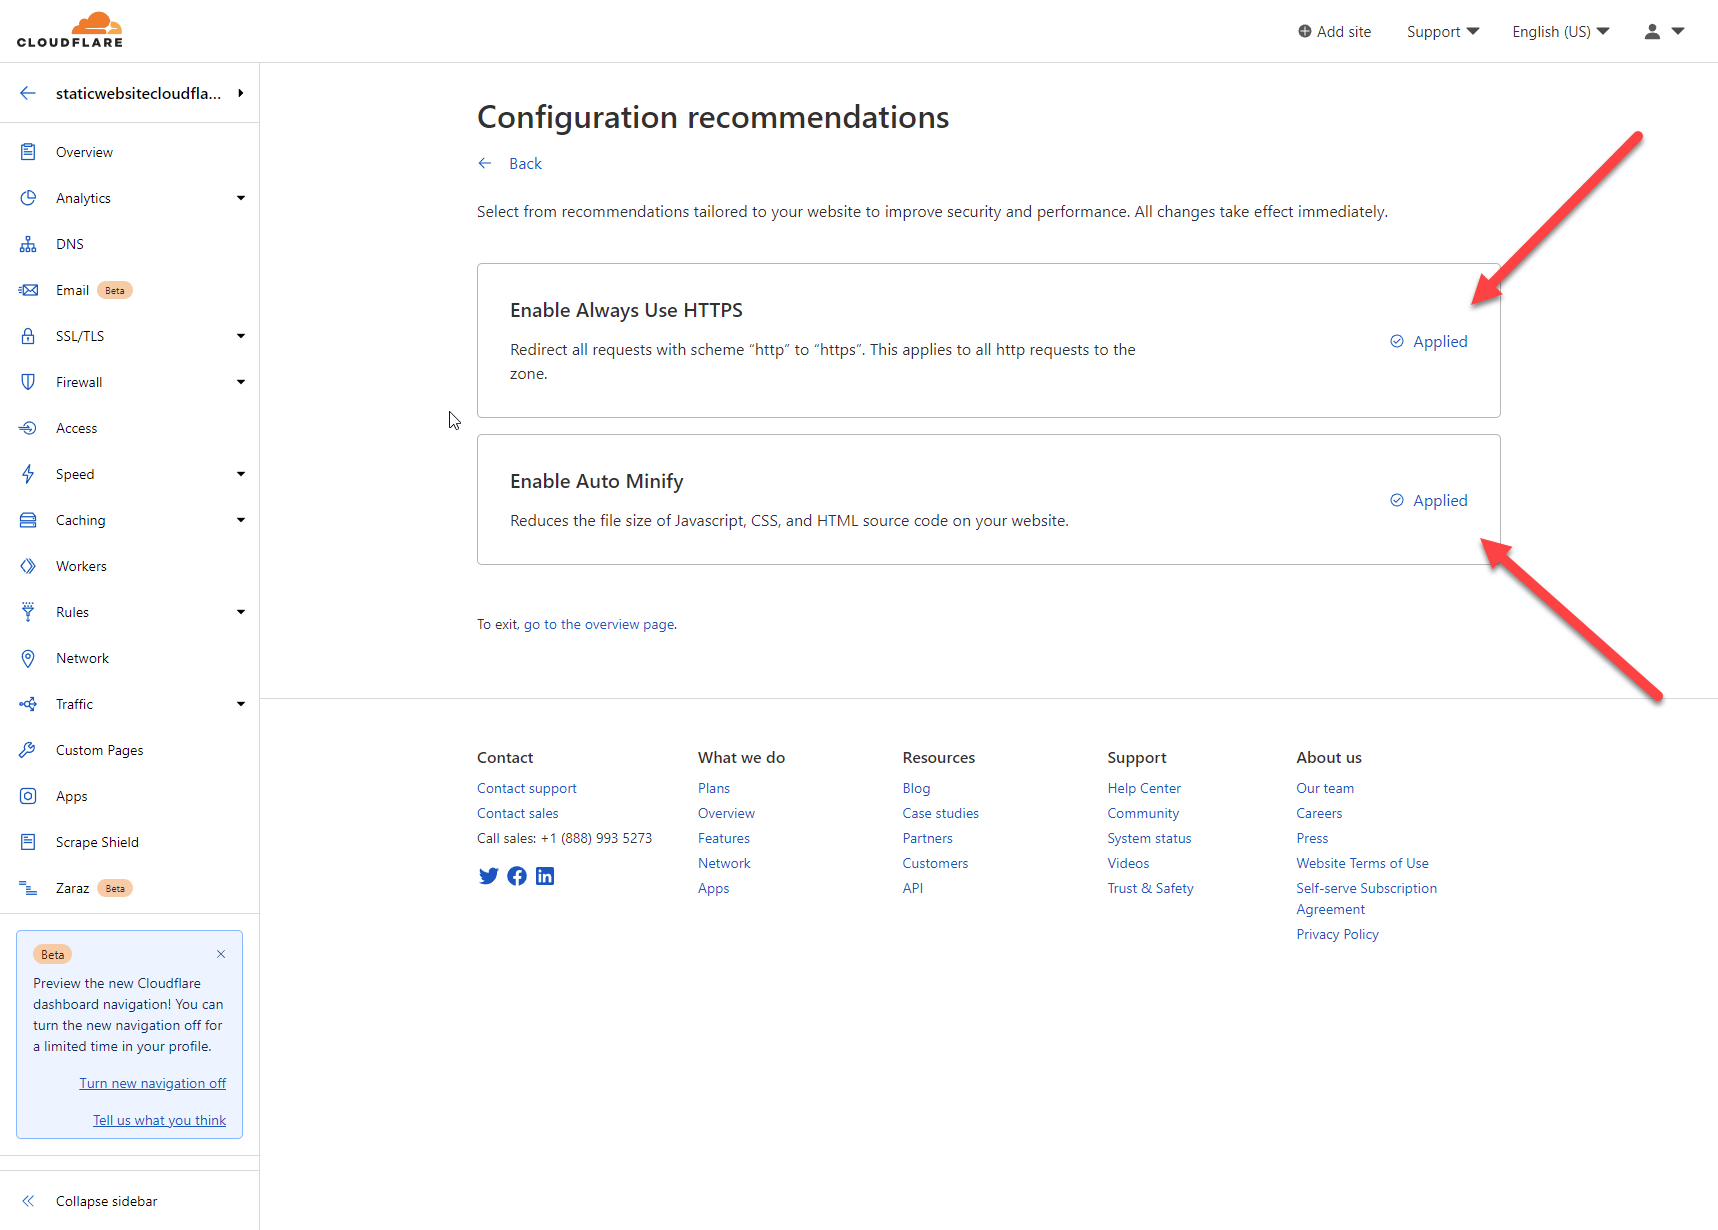 CLOUDFLARE
Add site
Support
English (US)
staticwebsitecloudfla...
Overview
Analytics
DNS
Email Beta
SSL/TLS
Firewall
Access
Speed
Caching
Workers
Rules
Network
Traffic
Custom Pages
Apps
Scrape Shield
Zaraz Beta
Beta
Preview the new Cloudflare
dashboard navigation! You can
turn the new navigation off for
a limited time in your profile.
Turn new navigation off
Tell us what you think
Collapse sidebar
Configuration recommendations
Back
Select from recommendations tailored to your website to improve security and performance. All changes take effect immediately.
Enable Always Use HTTPS
Redirect all requests with scheme “http” to “https”. This applies to all http requests to the
zone.
Applied
Enable Auto Minify
Reduces the file size of Javascript, CSS, and HTML source code on your website.
Applied
To exit, go to the overview page.
Contact
Contact support
Contact sales
Call sales: +1 (888) 993 5273
What we do
Plans
Overview
Features
Network
Apps
Resources
Blog
Case studies
Partners
Customers
API
Support
Help Center
Community
System status
Videos
Trust & Safety
About us
Our team
Careers
Press
Website Terms of Use
Self-serve Subscription
Agreement
Privacy Policy